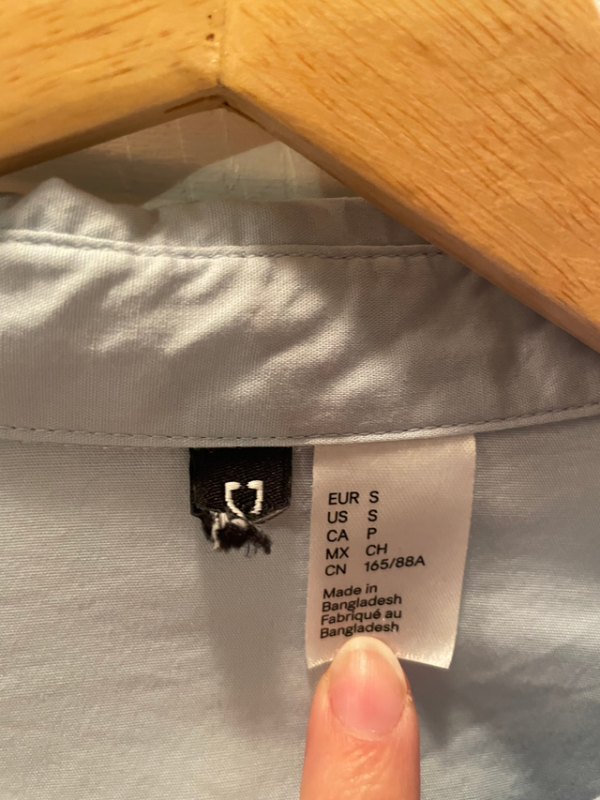 EUR S
US S
CA P
MX CH
CN 165/88A
Made in
Bangladesh
Fabriqué au
Bangladesh